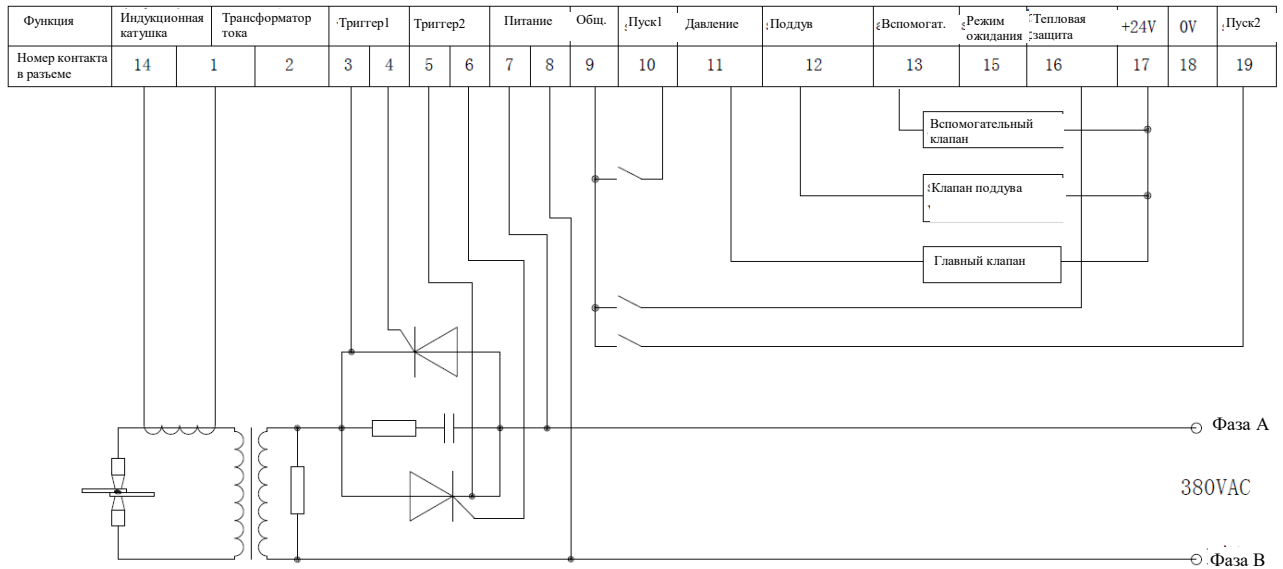 Функция
Индукционная
катушка
Трансформатор
тока
Триггер1
Триггер2
Питание
Общ.
Пуск1
Давление
Поддув
Вспомогат.
Режим
ожидания
Тепловая
защита
+24V
0V
Пуск2
Номер контакта
в разъеме
14
1
2
3
4
5
6
7
8
9
10
11
12
13
15
16
17
18
19
Вспомогательный
клапан
Клапан поддува
Главный клапан
Фаза А
380VAC
Фаза В